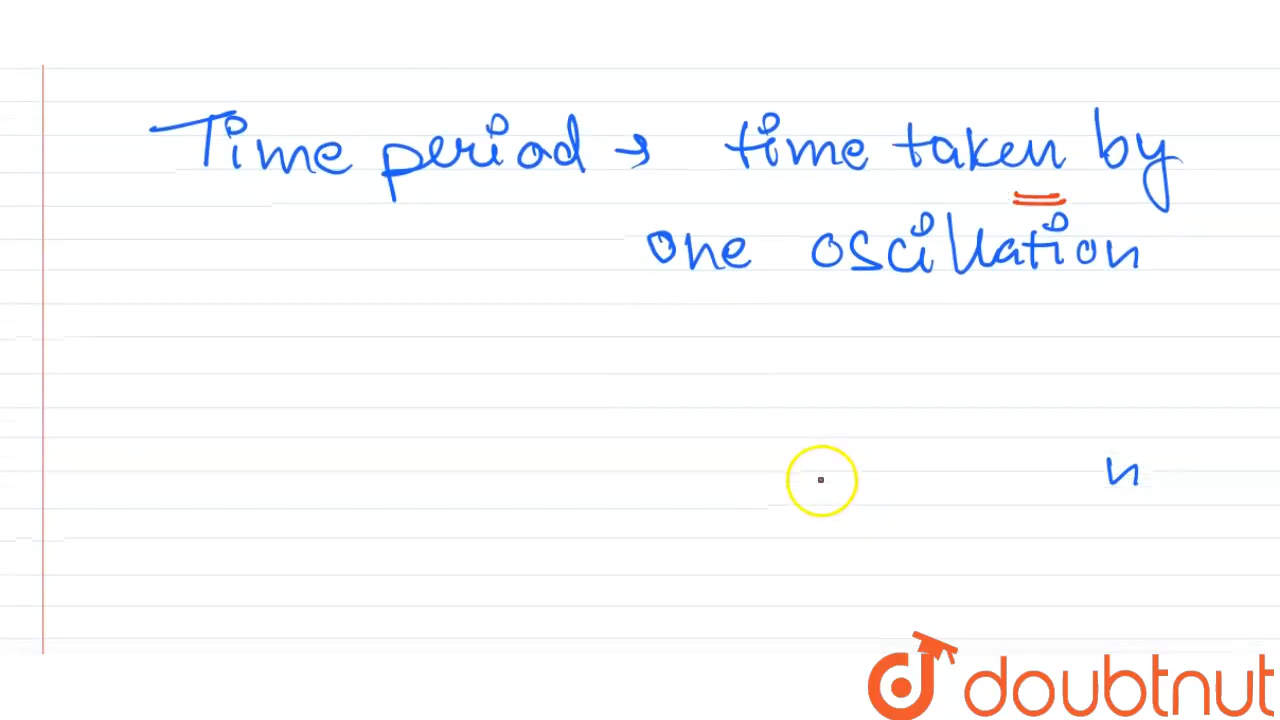 Time period → time taken by
one oscillation
n
doubtnut